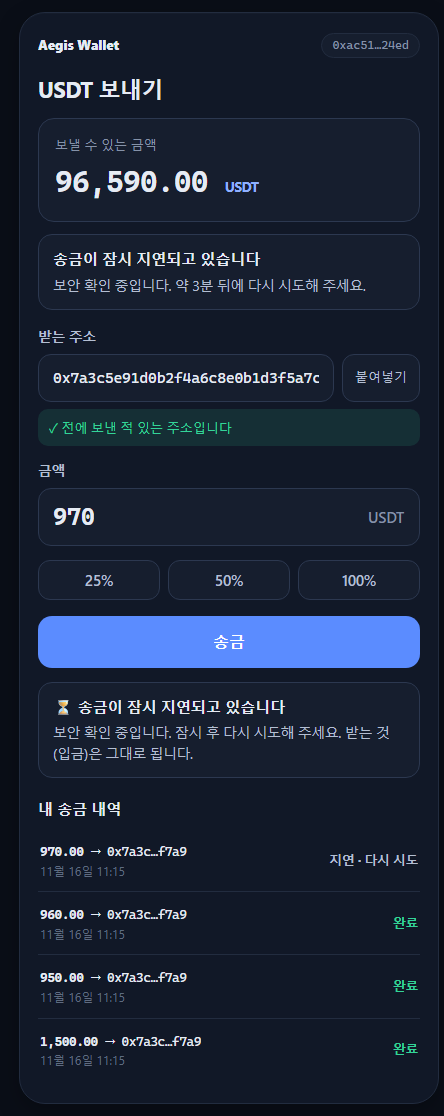 Aegis Wallet
0xac51…24ed
USDT 보내기
보낼 수 있는 금액
96,590.00 USDT
송금이 잠시 지연되고 있습니다
보안 확인 중입니다. 약 3분 뒤에 다시 시도해 주세요.
받는 주소
0x7a3c5e91d0b2f4a6c8e0b1d3f5a7c
붙여넣기
✓ 전에 보낸 적 있는 주소입니다
금액
970 USDT
25% 50% 100%
송금
⏳ 송금이 잠시 지연되고 있습니다
보안 확인 중입니다. 잠시 후 다시 시도해 주세요. 받는 것
(입금)은 그대로 됩니다.
내 송금 내역
970.00 → 0x7a3c…f7a9
11월 16일 11:15
지연 · 다시 시도
960.00 → 0x7a3c…f7a9
11월 16일 11:15
완료
950.00 → 0x7a3c…f7a9
11월 16일 11:15
완료
1,500.00 → 0x7a3c…f7a9
11월 16일 11:15
완료